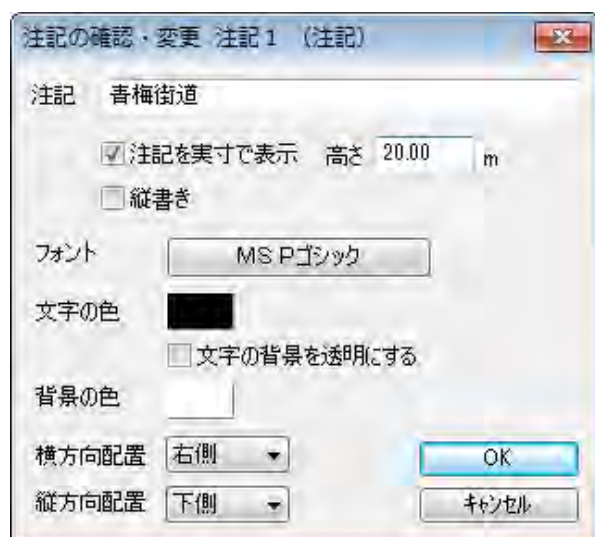 注記の確認・変更 注記1 (注記)
注記 青梅街道
注記を実寸で表示 高さ 20.00 m
縦書き
フォント MS Pゴシック
文字の色
文字の背景を透明にする
背景の色
横方向配置 右側 OK
縦方向配置 下側 キャンセル